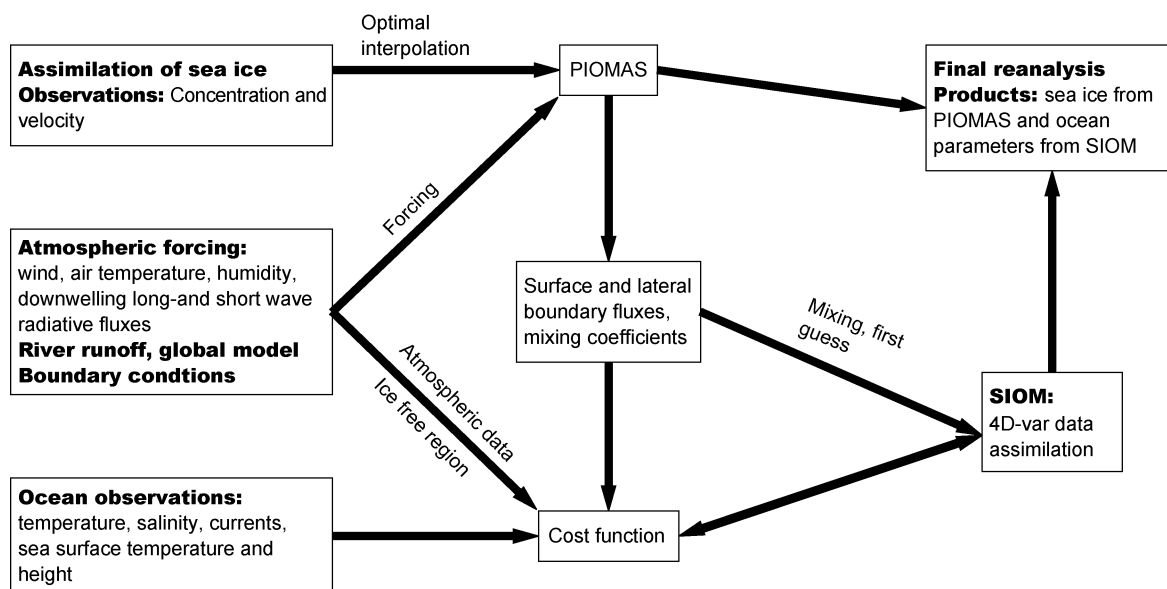 Optimal
interpolation
Assimilation of sea ice
Observations: Concentration and
velocity
PIOMAS
Final reanalysis
Products: sea ice from
PIOMAS and ocean
parameters from SIOM
Forcing
Atmospheric forcing:
wind, air temperature, humidity,
downwelling long-and short wave
radiative fluxes
River runoff, global model
Boundary condtions
Surface and lateral
boundary fluxes,
mixing coefficients
Mixing, first
guess
Atmospheric data
Ice free region
SIOM:
4D-var data
assimilation
Ocean observations:
temperature, salinity, currents,
sea surface temperature and
height
Cost function